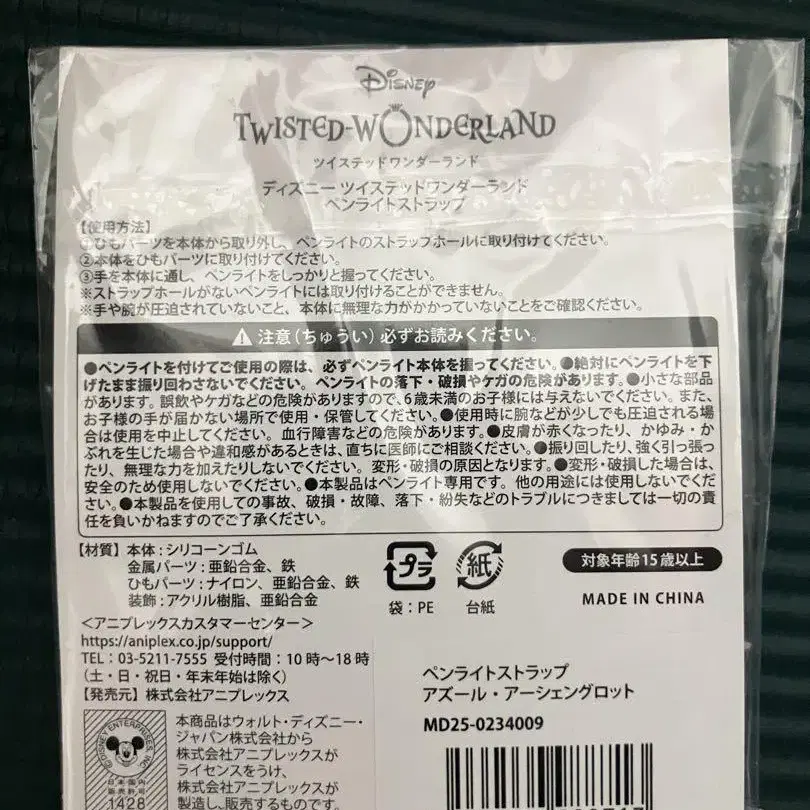 Disney
TWISTED-WONDERLAND
ツイステッドワンダーランド
ディズニー ツイステッドワンダーランド
ペンライトストラップ
【使用方法】
①ひもパーツを本体から取り外し、ペンライトのストラップホールに取り付けてください。
②本体をひもパーツに取り付けてください。
③手を本体に通し、ペンライトをしっかりと握ってください。
※ストラップホールがないペンライトには取り付けることができません。
※手や腕が圧迫されていないこと、本体に無理な力がかかっていないことをご確認ください。
注意(ちゅうい)必ずお読みください。
●ペンライトを付けてご使用の際は、必ずペンライト本体を握ってください。●絶対にペンライトを下
げたまま振り回わさないでください。ペンライトの落下・破損やケガの危険があります。●小さな部品
があります。誤飲やケガなどの危険がありますので、6歳未満のお子様には与えないでください。また、
お子様の手が届かない場所で使用・保管してください。●使用時に腕などが少しでも圧迫される場
合は使用を中止してください。血行障害などの危険があります。●皮膚が赤くなったり、かゆみ・か
ぶれを生じた場合や違和感があるときは、直ちに医師にご相談ください。●振り回したり、強く引っ張っ
たり、無理な力を加えたりしないでください。変形・破損の原因となります。●変形・破損した場合は、
安全のため使用しないでください。●本製品はペンライト専用です。他の用途には使用しないでくだ
さい。●本製品を使用しての事故、破損・故障、落下・紛失などのトラブルにつきましては一切の責
任を負いかねますのでご了承ください。
【材質】本体:シリコーンゴム
金属パーツ:亜鉛合金、鉄
ひもパーツ:ナイロン、亜鉛合金、鉄
装飾:アクリル樹脂、亜鉛合金
プラ
袋:PE
紙
台紙
対象年齢15歳以上
MADE IN CHINA
<アニプレックスカスタマーセンター>
https://aniplex.co.jp/support/
TEL:03-5211-7555 受付時間:10時~18時
(土・日・祝日・年末年始は除く)
【発売元】株式会社アニプレックス
©DISNEY ENTERPRISES, INC.
日本国内
販売許可
1428
本商品はウォルト・ディズニー・
ジャパン株式会社から
株式会社アニプレックスが
ライセンスをうけ、
株式会社アニプレックスが
製造し、販売するものです。
ペンライトストラップ
アズール・アーシェングロット
MD25-0234009